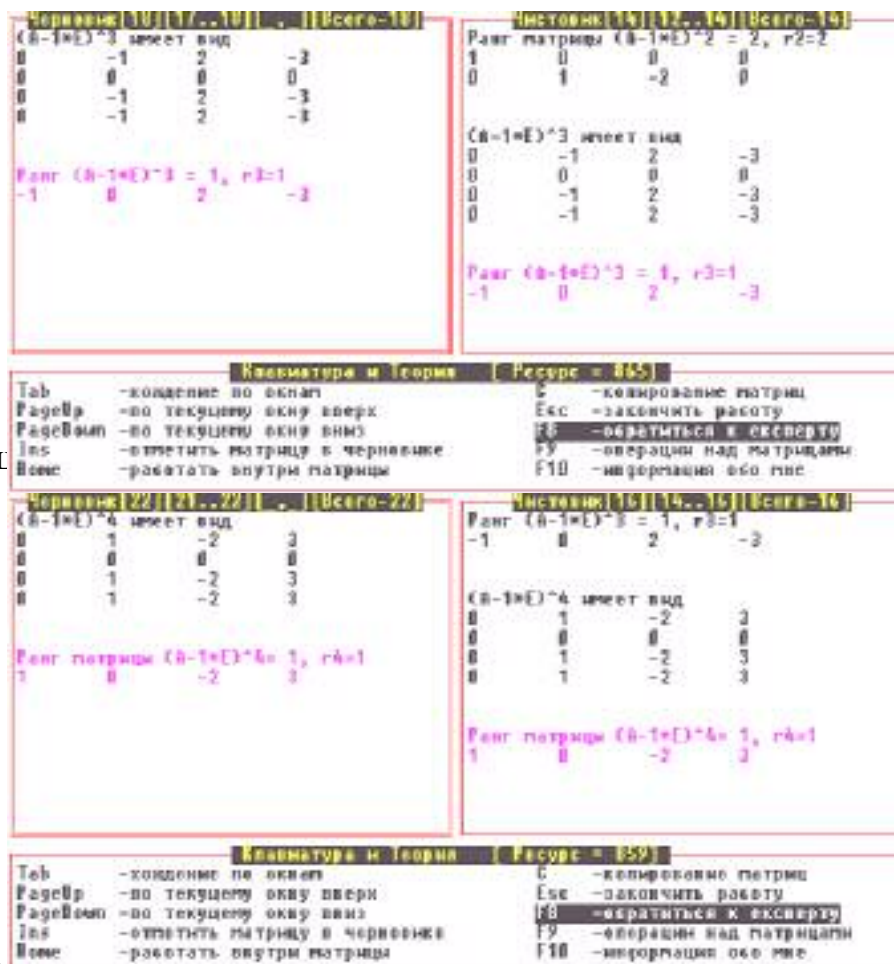 Черновик[18][17..18][ , ][Всего-18]
(A-1*E)^3 имеет вид
0 -1 2 -3
0 0 0 0
0 -1 2 -3
0 -1 2 -3
Ранг (A-1*E)^3 = 1, r3=1
-1 0 2 -3
Чистовик[14][12..14][Всего-14]
Ранг матрицы (A-1*E)^2 = 2, r2=2
1 0 0 0
0 1 -2 0
(A-1*E)^3 имеет вид
0 -1 2 -3
0 0 0 0
0 -1 2 -3
0 -1 2 -3
Ранг (A-1*E)^3 = 1, r3=1
-1 0 2 -3
Клавиатура и Теория [ Ресурс = 865]
Tab -хождение по окнам
PageUp -по текущему окну вверх
PageDown -по текущему окну вниз
Ins -отметить матрицу в черновике
Home -работать внутри матрицы
C -копирование матриц
Esc -закончить работу
F8 -обратиться к експерту
F9 -операции над матрицами
F10 -информация обо мне
Черновик[22][21..22][ , ][Всего-22]
(A-1*E)^4 имеет вид
0 1 -2 3
0 0 0 0
0 1 -2 3
0 1 -2 3
Ранг матрицы (A-1*E)^4= 1, r4=1
1 0 -2 3
Чистовик[16][14..16][Всего-16]
Ранг (A-1*E)^3 = 1, r3=1
-1 0 2 -3
(A-1*E)^4 имеет вид
0 1 -2 3
0 0 0 0
0 1 -2 3
0 1 -2 3
Ранг матрицы (A-1*E)^4= 1, r4=1
1 0 -2 3
Клавиатура и Теория [ Ресурс = 859]
Tab -хождение по окнам
PageUp -по текущему окну вверх
PageDown -по текущему окну вниз
Ins -отметить матрицу в черновике
Home -работать внутри матрицы
C -копирование матриц
Esc -закончить работу
F8 -обратиться к експерту
F9 -операции над матрицами
F10 -информация обо мне